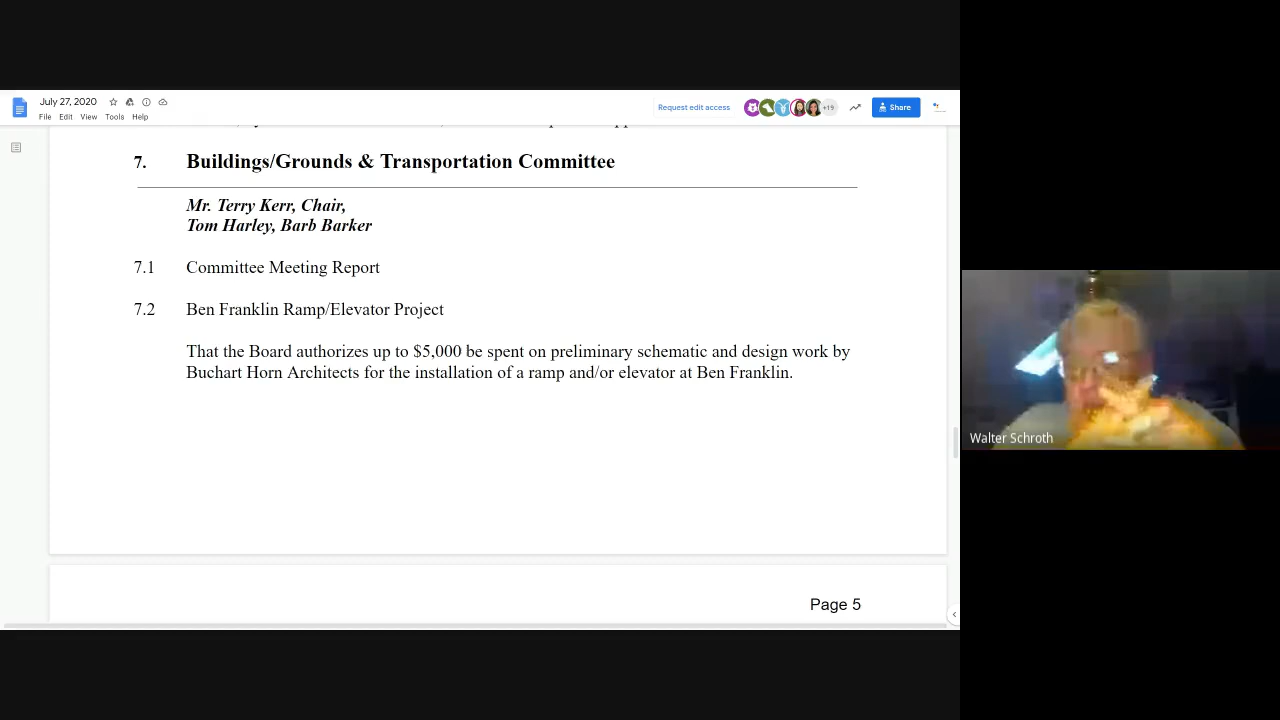 July 27, 2020
File Edit View Tools Help
Request edit access
+19
Share
7. Buildings/Grounds & Transportation Committee
Mr. Terry Kerr, Chair,
Tom Harley, Barb Barker
7.1 Committee Meeting Report
7.2 Ben Franklin Ramp/Elevator Project
That the Board authorizes up to $5,000 be spent on preliminary schematic and design work by
Buchart Horn Architects for the installation of a ramp and/or elevator at Ben Franklin.
Page 5
Walter Schroth